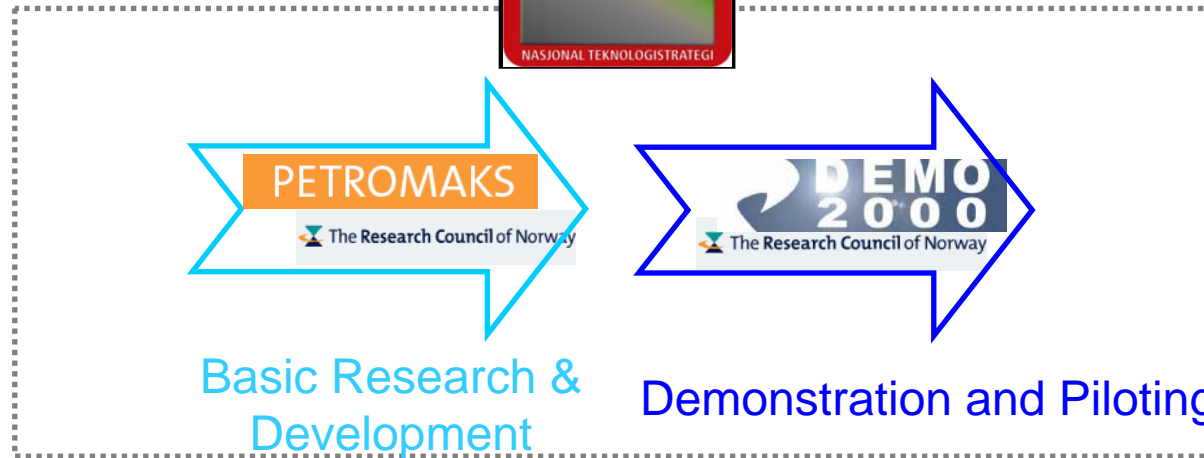 NASJONAL TEKNOLOGISTRATEGI
PETROMAKS
The Research Council of Norway
DEMO
2000
The Research Council of Norway
Basic Research &
Development
Demonstration and Piloting